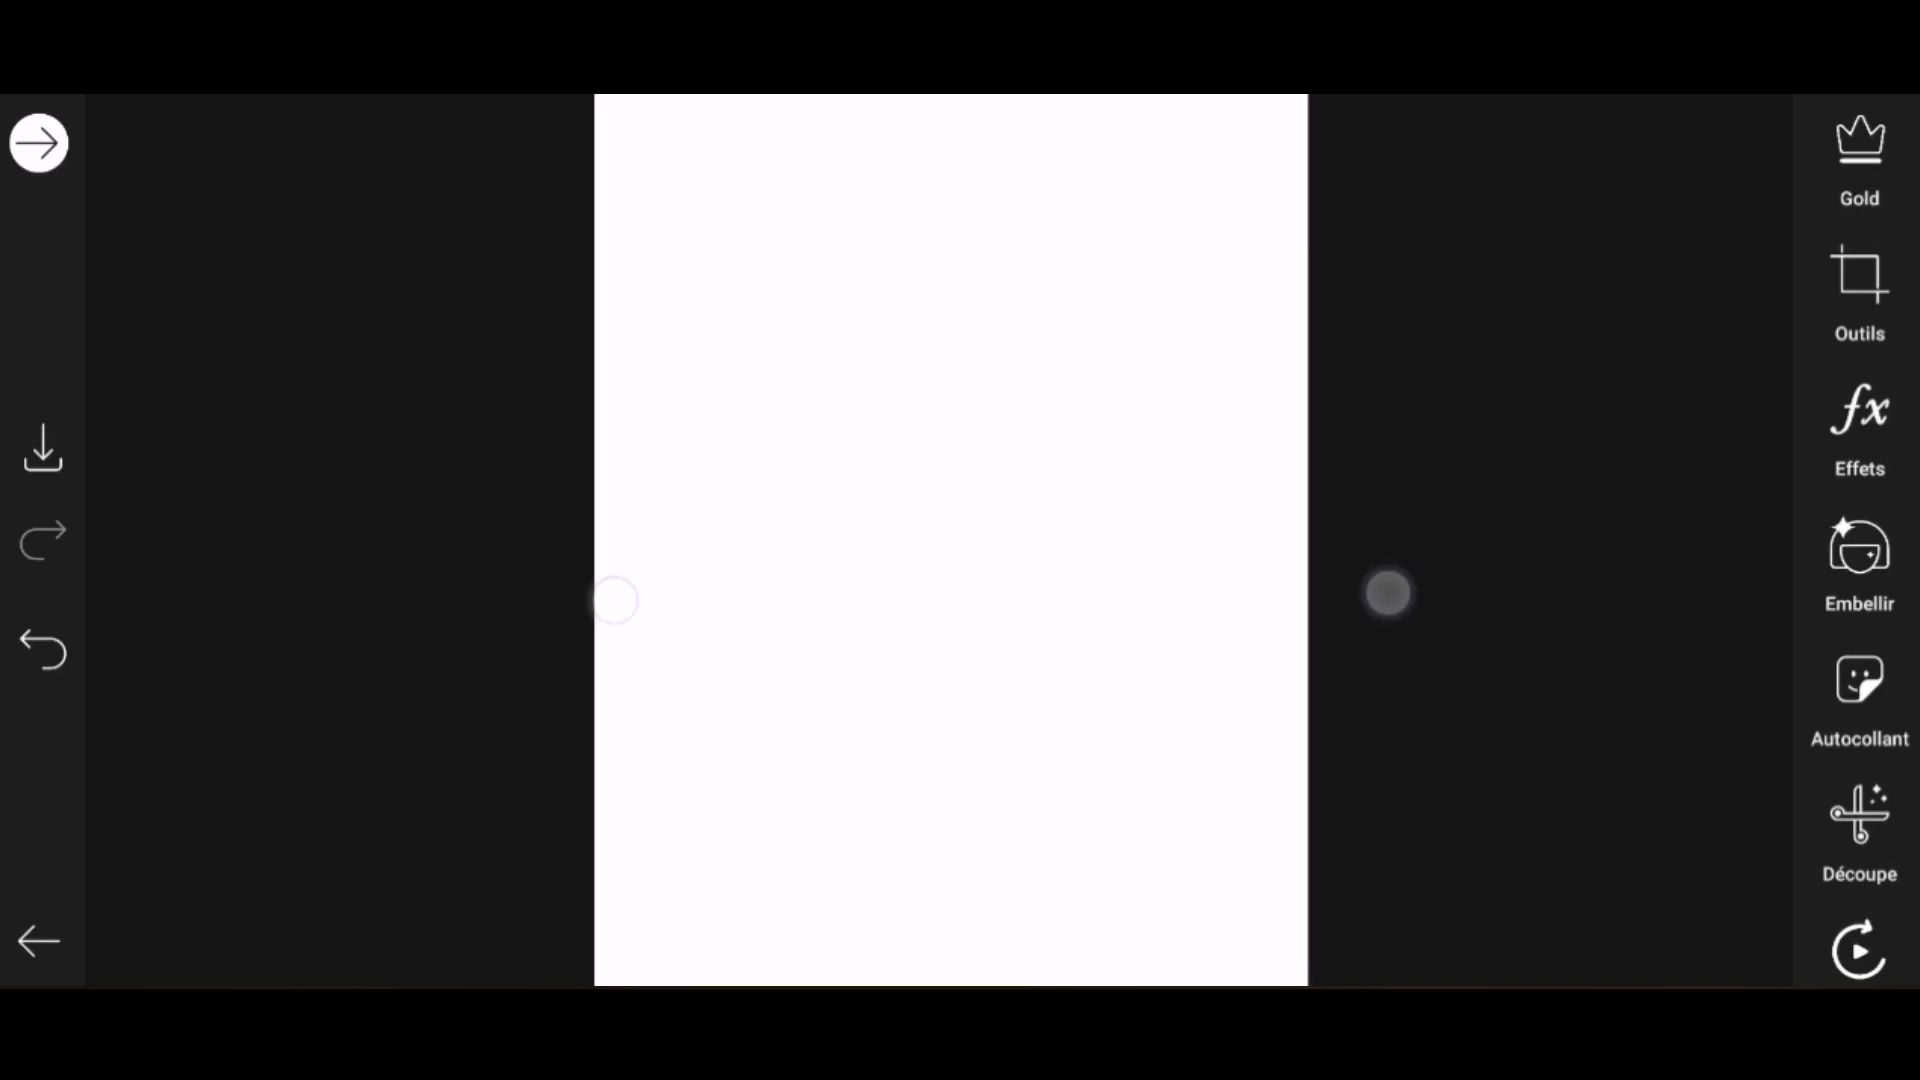 Gold
Outils
fx
Effets
Embellir
Autocollant
Découpe